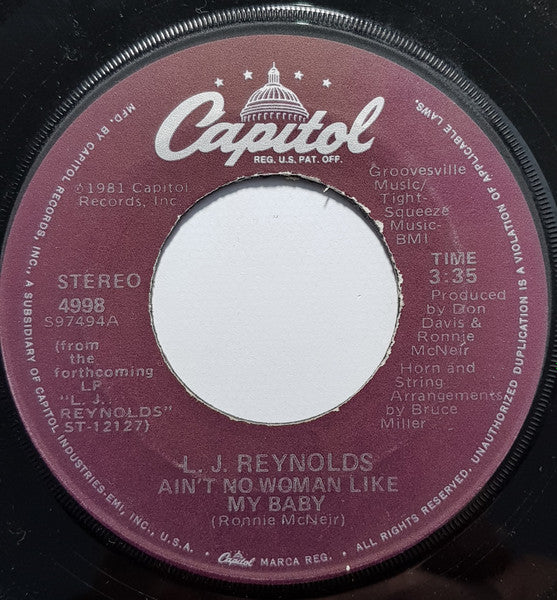 Capitol
REG. U.S. PAT. OFF.
℗1981 Capitol
Records, Inc.
Groovesville
Music/
Tight-
Squeeze
Music-
BMI
STEREO
4998
S97494A
(from
the
forthcoming
LP
"L. J.
REYNOLDS"
ST-12127)
TIME
3:35
Produced
by Don
Davis &
Ronnie
McNeir
Horn and
String
Arrangements
by Bruce
Miller
L. J. REYNOLDS
AIN'T NO WOMAN LIKE
MY BABY
(Ronnie McNeir)
MFD. BY CAPITOL RECORDS, INC., A SUBSIDIARY OF CAPITOL INDUSTRIES-EMI, INC., U.S.A. • Capitol MARCA REG. • ALL RIGHTS RESERVED. UNAUTHORIZED DUPLICATION IS A VIOLATION OF APPLICABLE LAWS.